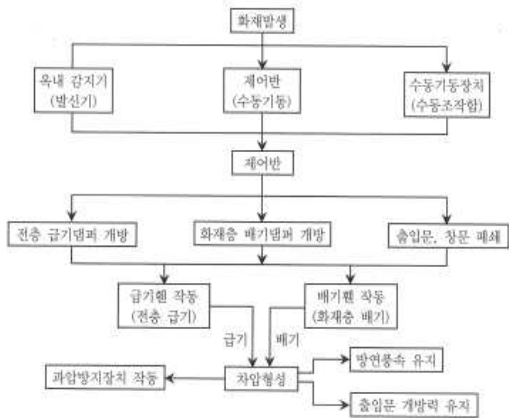 화재발생
옥내 감지기
(발신기)
제어반
(수동기동)
수동기동장치
(수동조작함)
제어반
전층 급기댐퍼 개방
화재층 배기댐퍼 개방
출입문, 창문 폐쇄
급기휀 작동
(전층 급기)
배기휀 작동
(화재층 배기)
급기
배기
과압방지장치 작동
차압형성
방연풍속 유지
출입문 개방력 유지